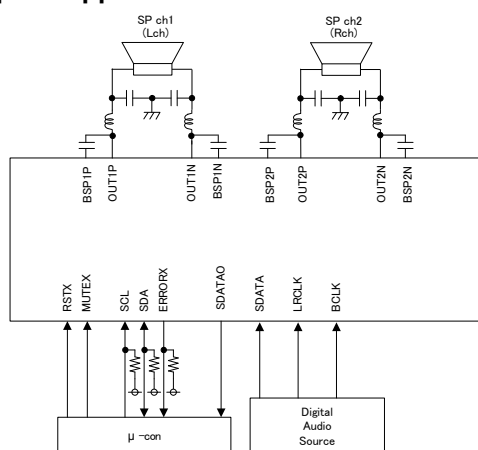 SP ch1
(Lch)
SP ch2
(Rch)
BSP1P
OUT1P
OUT1N
BSP1N
BSP2P
OUT2P
OUT2N
BSP2N
RSTX
MUTEX
SCL
SDA
ERRORX
SDATAO
SDATA
LRCLK
BCLK
μ-con
Digital
Audio
Source